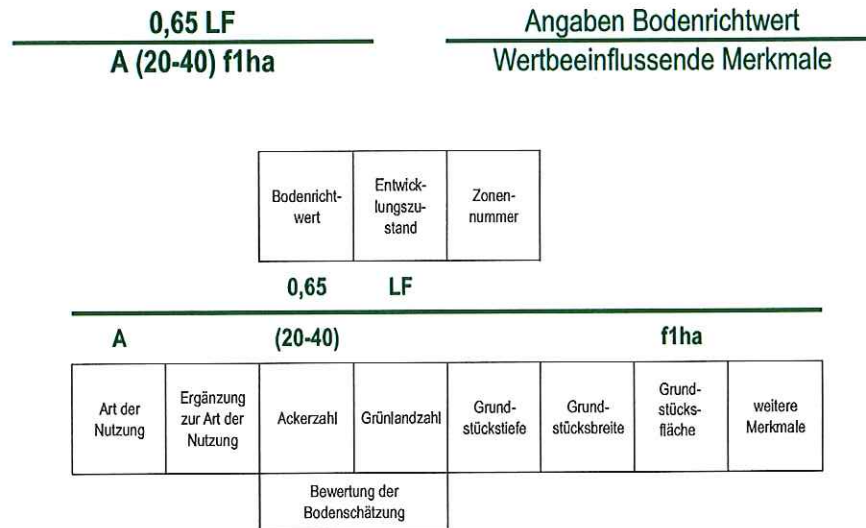 0,65 LF
A (20-40) f1ha
Angaben Bodenrichtwert
Wertbeeinflussende Merkmale
Bodenricht-
wert
Entwick-
lungszu-
stand
Zonen-
nummer
0,65 LF
A (20-40) f1ha
Art der
Nutzung
Ergänzung
zur Art der
Nutzung
Ackerzahl
Grünlandzahl
Grund-
stückstiefe
Grund-
stücksbreite
Grund-
stücks-
fläche
weitere
Merkmale
Bewertung der
Bodenschätzung